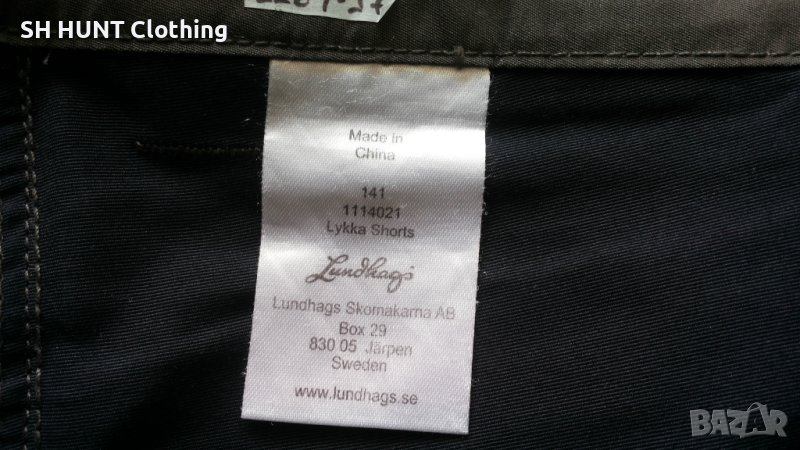 SH HUNT Clothing
Made in
China
141
1114021
Lykka Shorts
Lundhags
Lundhags Skomakarna AB
Box 29
830 05 Järpen
Sweden
www.lundhags.se
BAZAR